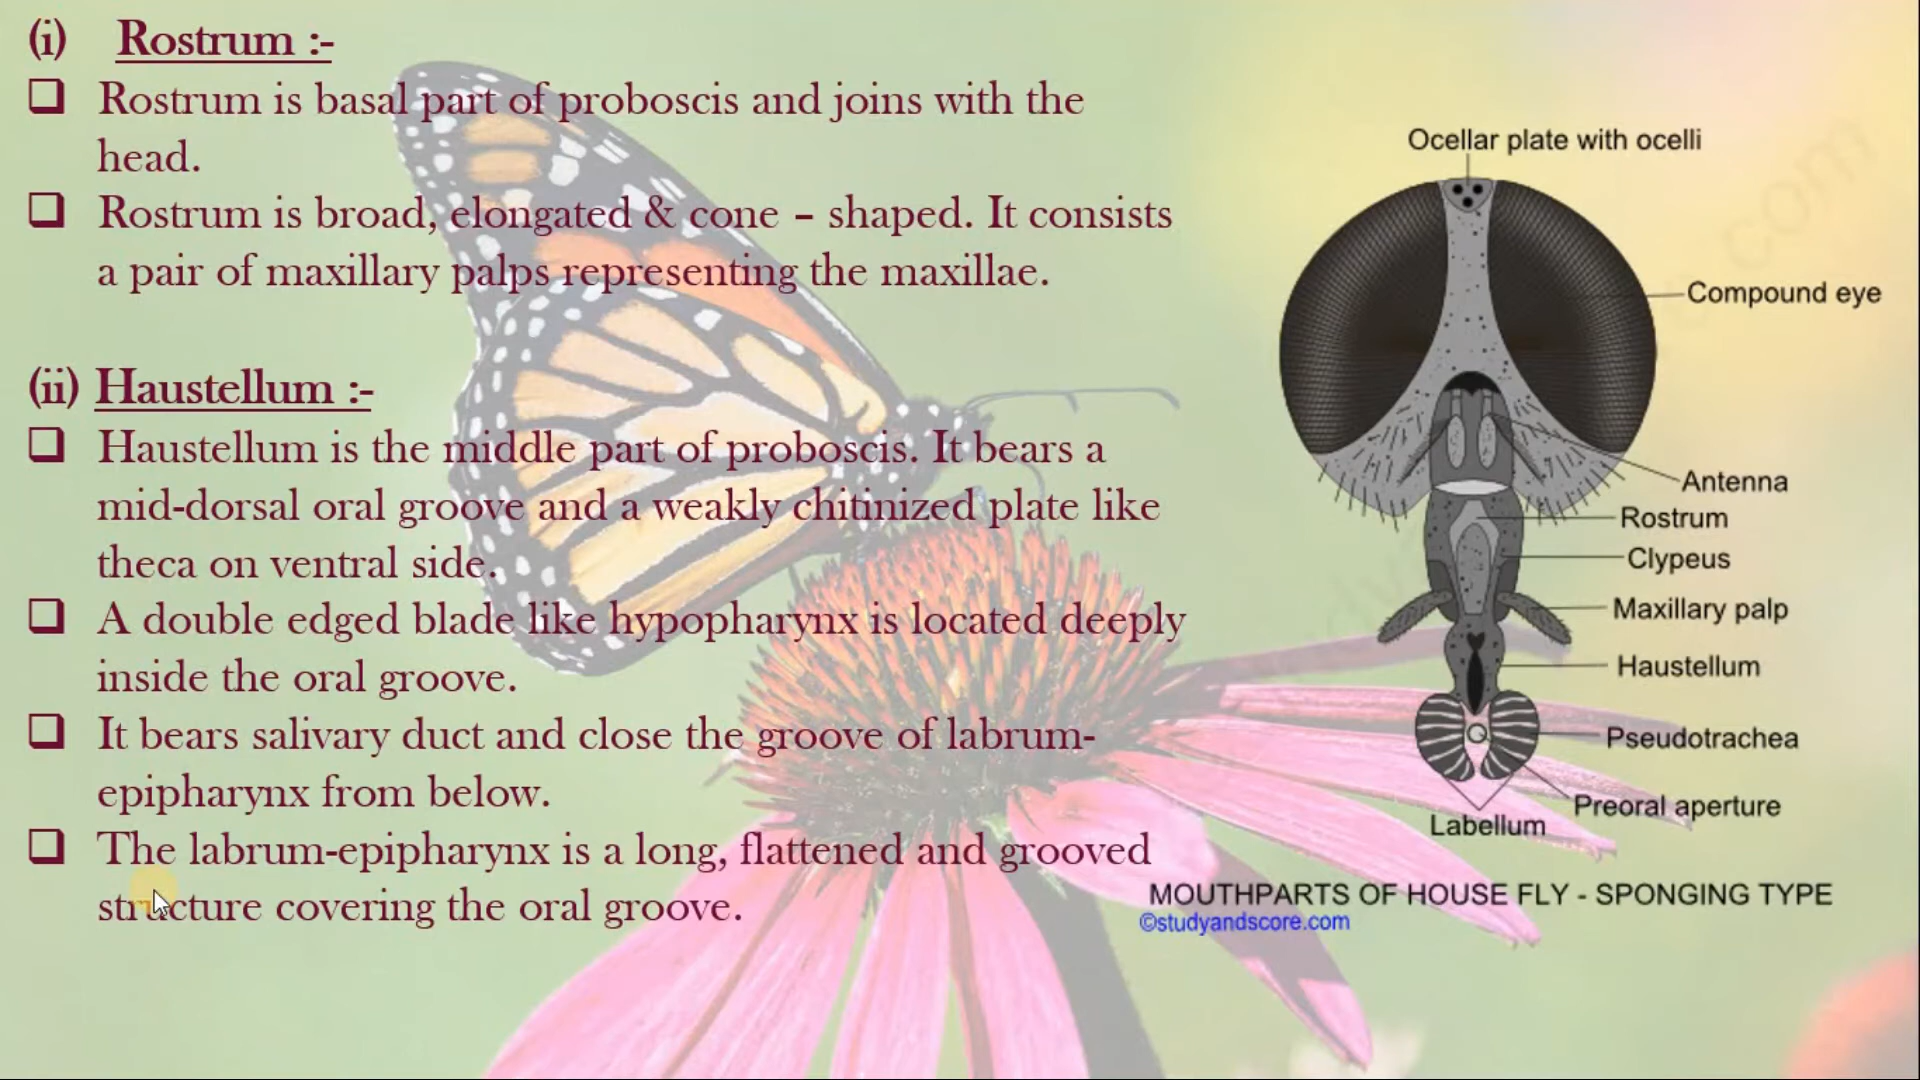 (i) Rostrum :-
❑ Rostrum is basal part of proboscis and joins with the
head.
❑ Rostrum is broad, elongated & cone – shaped. It consists
a pair of maxillary palps representing the maxillae.
(ii) Haustellum :-
❑ Haustellum is the middle part of proboscis. It bears a
mid-dorsal oral groove and a weakly chitinized plate like
theca on ventral side.
❑ A double edged blade like hypopharynx is located deeply
inside the oral groove.
❑ It bears salivary duct and close the groove of labrum-
epipharynx from below.
❑ The labrum-epipharynx is a long, flattened and grooved
structure covering the oral groove.
Ocellar plate with ocelli
Compound eye
Antenna
Rostrum
Clypeus
Maxillary palp
Haustellum
Pseudotrachea
Preoral aperture
Labellum
MOUTHPARTS OF HOUSE FLY - SPONGING TYPE
©studyandscore.com